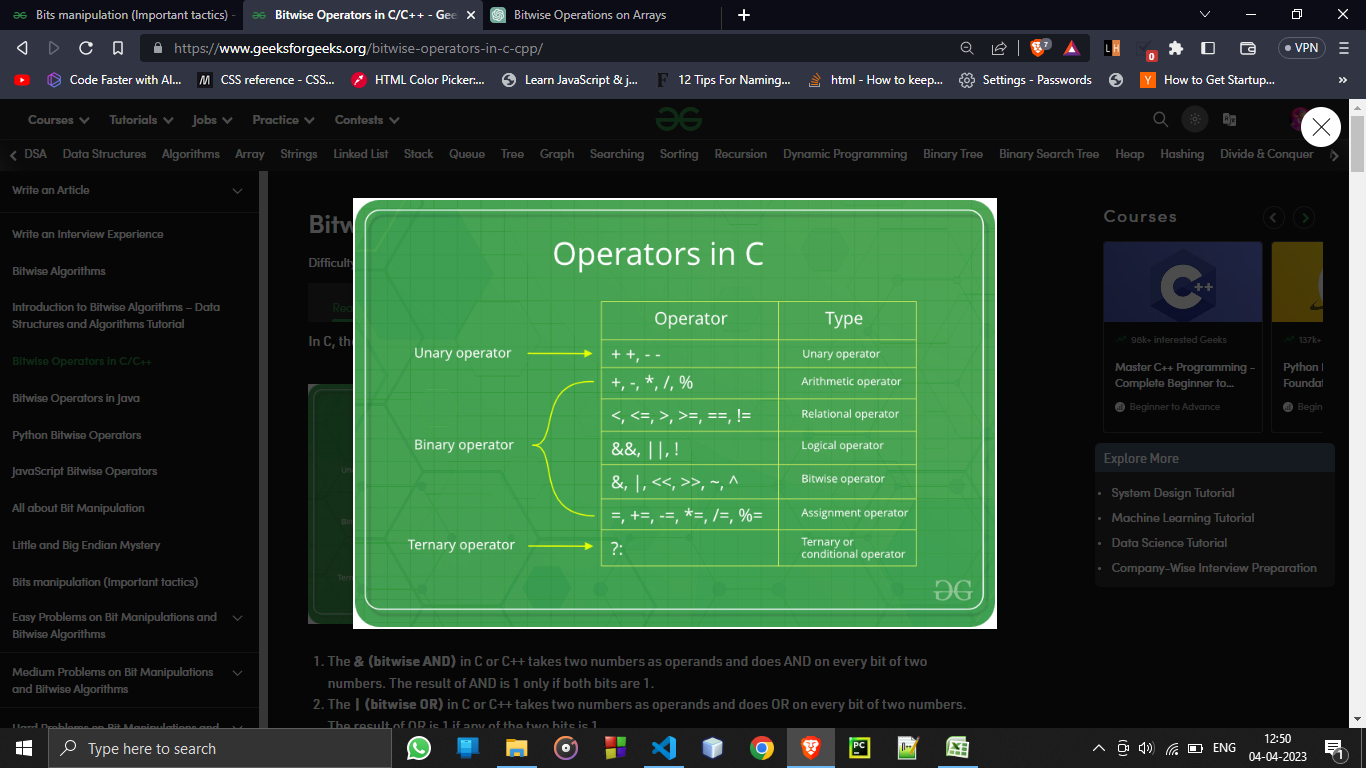 Bits manipulation (Important tactics) -
Bitwise Operators in C/C++ - Gee
Bitwise Operations on Arrays
https://www.geeksforgeeks.org/bitwise-operators-in-c-cpp/
7
LH
0
VPN
Code Faster with AI...
CSS reference - CSS...
HTML Color Picker:...
Learn JavaScript & j...
12 Tips For Naming...
html - How to keep...
Settings - Passwords
How to Get Startup...
Courses
Tutorials
Jobs
Practice
Contests
DSA
Data Structures
Algorithms
Array
Strings
Linked List
Stack
Queue
Tree
Graph
Searching
Sorting
Recursion
Dynamic Programming
Binary Tree
Binary Search Tree
Heap
Hashing
Divide & Conquer
Write an Article
Write an Interview Experience
Bitwise Algorithms
Introduction to Bitwise Algorithms – Data
Structures and Algorithms Tutorial
Bitwise Operators in C/C++
Bitwise Operators in Java
Python Bitwise Operators
JavaScript Bitwise Operators
All about Bit Manipulation
Little and Big Endian Mystery
Bits manipulation (Important tactics)
Easy Problems on Bit Manipulations and
Bitwise Algorithms
Medium Problems on Bit Manipulations
and Bitwise Algorithms
Hard Problems on Bit Manipulations and
Bitw
Difficulty
Rec
In C, the
Operators in C
Operator
Type
Unary operator
+ +, - -
Unary operator
+, -, *, /, %
Arithmetic operator
<, <=, >, >=, ==, !=
Relational operator
Binary operator
&&, ||, !
Logical operator
&, |, <<, >>, ~, ^
Bitwise operator
=, +=, -=, *=, /=, %=
Assignment operator
Ternary operator
?:
Ternary or
conditional operator
1. The & (bitwise AND) in C or C++ takes two numbers as operands and does AND on every bit of two
numbers. The result of AND is 1 only if both bits are 1.
2. The | (bitwise OR) in C or C++ takes two numbers as operands and does OR on every bit of two numbers.
The result of OR is 1 if any of the two bits is 1.
Courses
C++
98k+ interested Geeks
Master C++ Programming -
Complete Beginner to...
Beginner to Advance
137k+
Python
Foundat
Begin
Explore More
System Design Tutorial
Machine Learning Tutorial
Data Science Tutorial
Company-Wise Interview Preparation
Type here to search
PC
ENG
12:50
04-04-2023
1